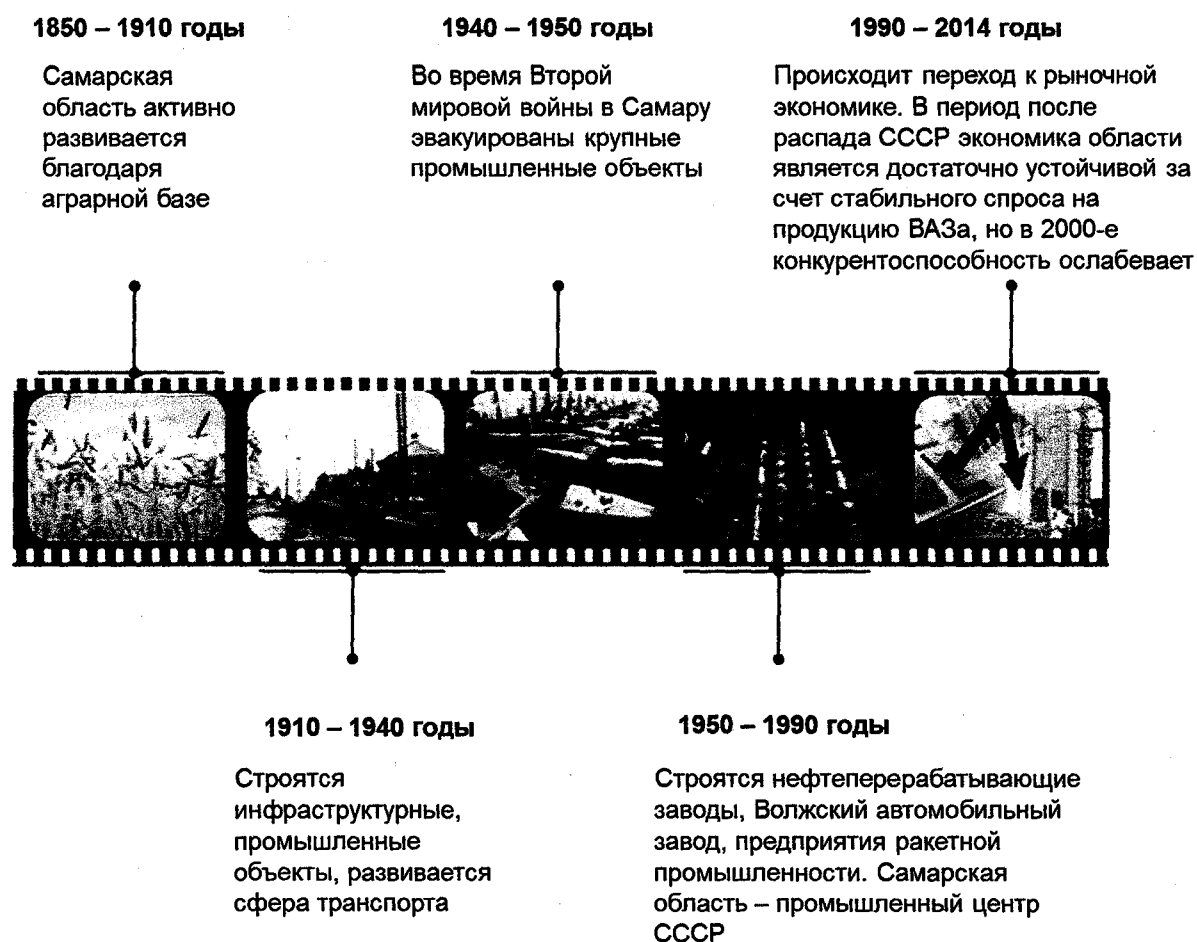 1850 – 1910 годы
Самарская
область активно
развивается
благодаря
аграрной базе
1940 – 1950 годы
Во время Второй
мировой войны в Самару
эвакуированы крупные
промышленные объекты
1990 – 2014 годы
Происходит переход к рыночной
экономике. В период после
распада СССР экономика области
является достаточно устойчивой за
счет стабильного спроса на
продукцию ВАЗа, но в 2000-е
конкурентоспособность ослабевает
1910 – 1940 годы
Строятся
инфраструктурные,
промышленные
объекты, развивается
сфера транспорта
1950 – 1990 годы
Строятся нефтеперерабатывающие
заводы, Волжский автомобильный
завод, предприятия ракетной
промышленности. Самарская
область – промышленный центр
СССР